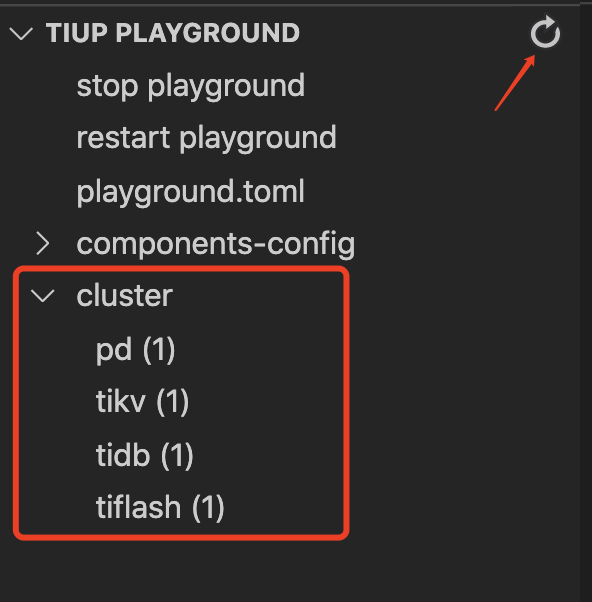 TIUP PLAYGROUND
stop playground
restart playground
playground.toml
components-config
cluster
pd (1)
tikv (1)
tidb (1)
tiflash (1)